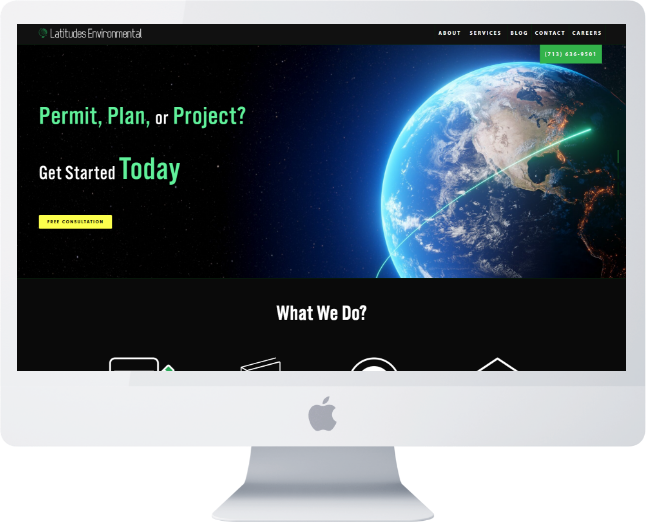 Latitudes Environmental
ABOUT SERVICES BLOG CONTACT CAREERS
(713) 636-9301
Permit, Plan, or Project?
Get Started Today
FREE CONSULTATION
What We Do?